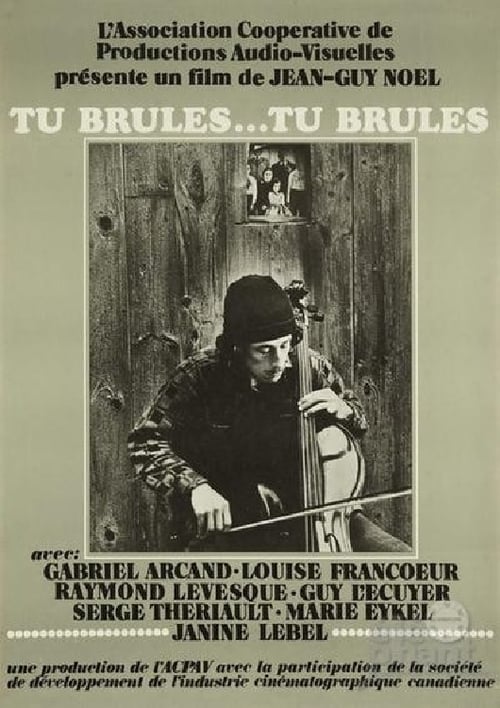 L'Association Cooperative de
Productions Audio-Visuelles
présente un film de JEAN-GUY NOEL
TU BRULES...TU BRULES
avec:
GABRIEL ARCAND·LOUISE FRANCOEUR
RAYMOND LEVESQUE·GUY L'ECUYER
SERGE THERIAULT·MARIE EYKEL
JANINE LEBEL
une production de l'ACPAV avec la participation de la société
de développement de l'industrie cinématographique canadienne